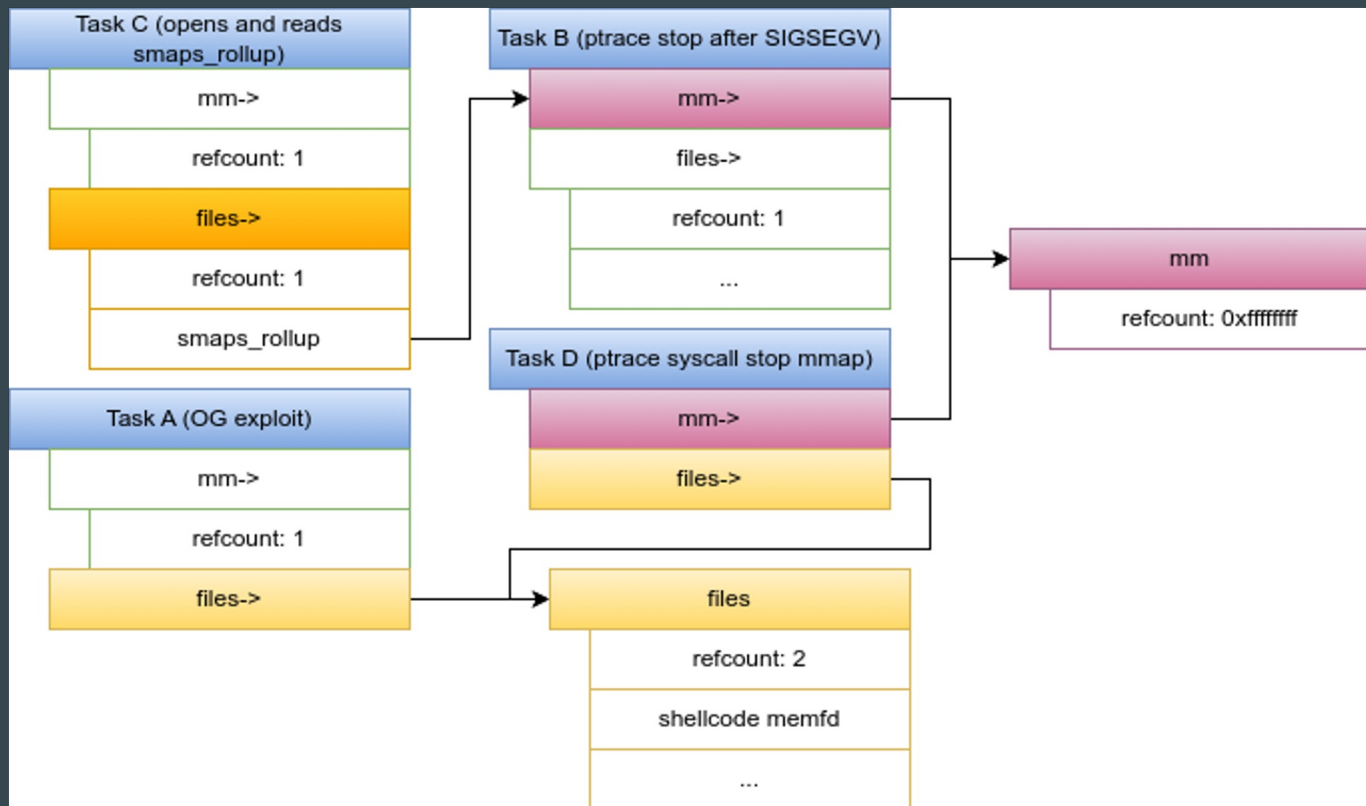 Task C (opens and reads
smaps_rollup)
mm->
refcount: 1
files->
refcount: 1
smaps_rollup
Task A (OG exploit)
mm->
refcount: 1
files->
Task B (ptrace stop after SIGSEGV)
mm->
files->
refcount: 1
...
Task D (ptrace syscall stop mmap)
mm->
files->
files
refcount: 2
shellcode memfd
...
mm
refcount: 0xffffffff